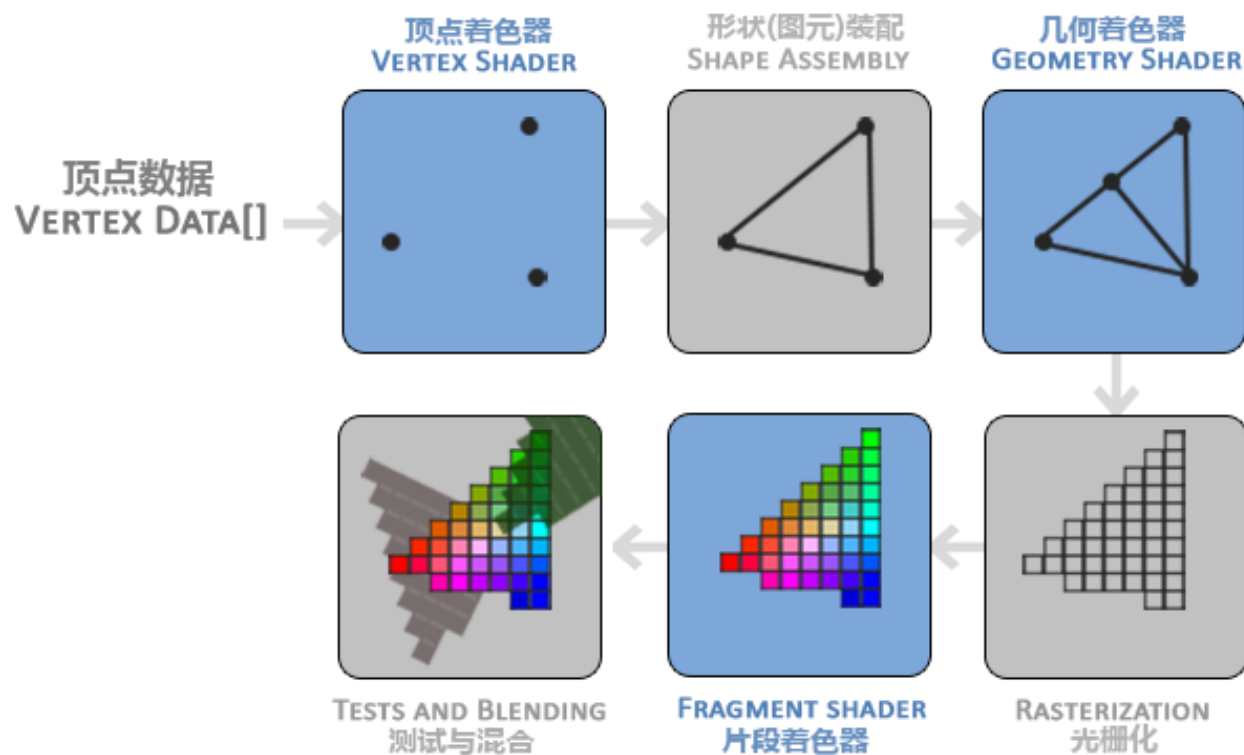 顶点着色器
VERTEX SHADER
形状(图元)装配
SHAPE ASSEMBLY
几何着色器
GEOMETRY SHADER
顶点数据
VERTEX DATA[]
TESTS AND BLENDING
测试与混合
FRAGMENT SHADER
片段着色器
RASTERIZATION
光栅化